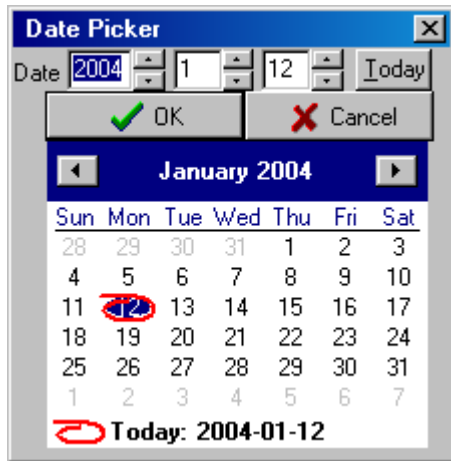 Date Picker
Date 2004 1 12 Today
OK Cancel
January 2004
Sun Mon Tue Wed Thu Fri Sat
28 29 30 31 1 2 3
4 5 6 7 8 9 10
11 12 13 14 15 16 17
18 19 20 21 22 23 24
25 26 27 28 29 30 31
1 2 3 4 5 6 7
Today: 2004-01-12